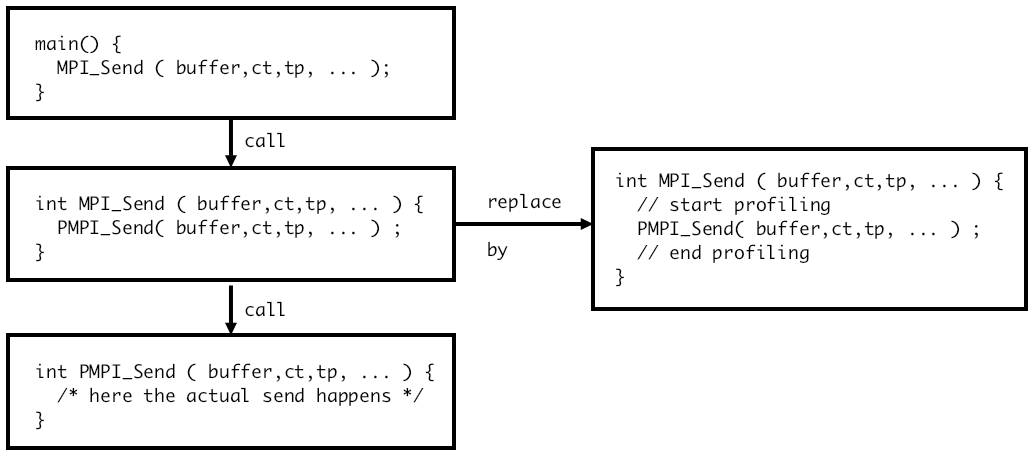 main() {
  MPI_Send ( buffer,ct,tp, ... );
}
call
int MPI_Send ( buffer,ct,tp, ... ) {
  PMPI_Send( buffer,ct,tp, ... ) ;
}
replace
by
int MPI_Send ( buffer,ct,tp, ... ) {
  // start profiling
  PMPI_Send( buffer,ct,tp, ... ) ;
  // end profiling
}
call
int PMPI_Send ( buffer,ct,tp, ... ) {
  /* here the actual send happens */
}